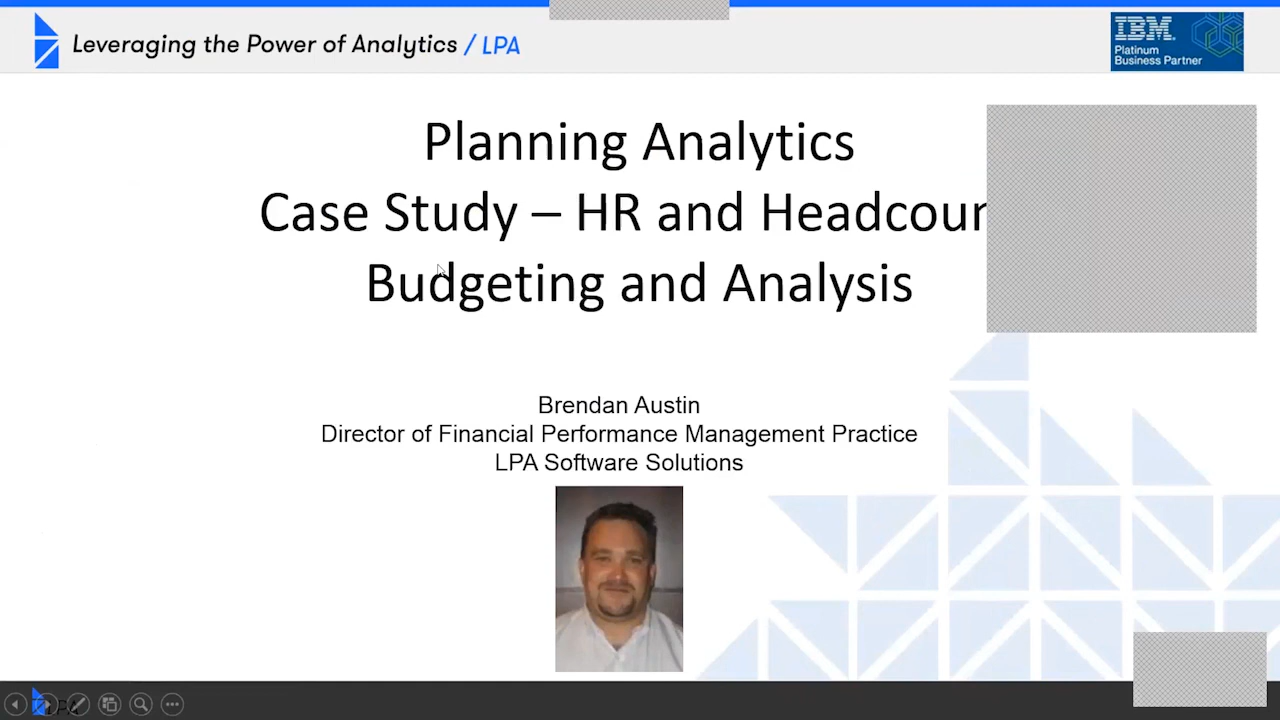 Leveraging the Power of Analytics / LPA
IBM.
Platinum
Business Partner
Planning Analytics
Case Study – HR and Headcour
Budgeting and Analysis
Brendan Austin
Director of Financial Performance Management Practice
LPA Software Solutions
LPA